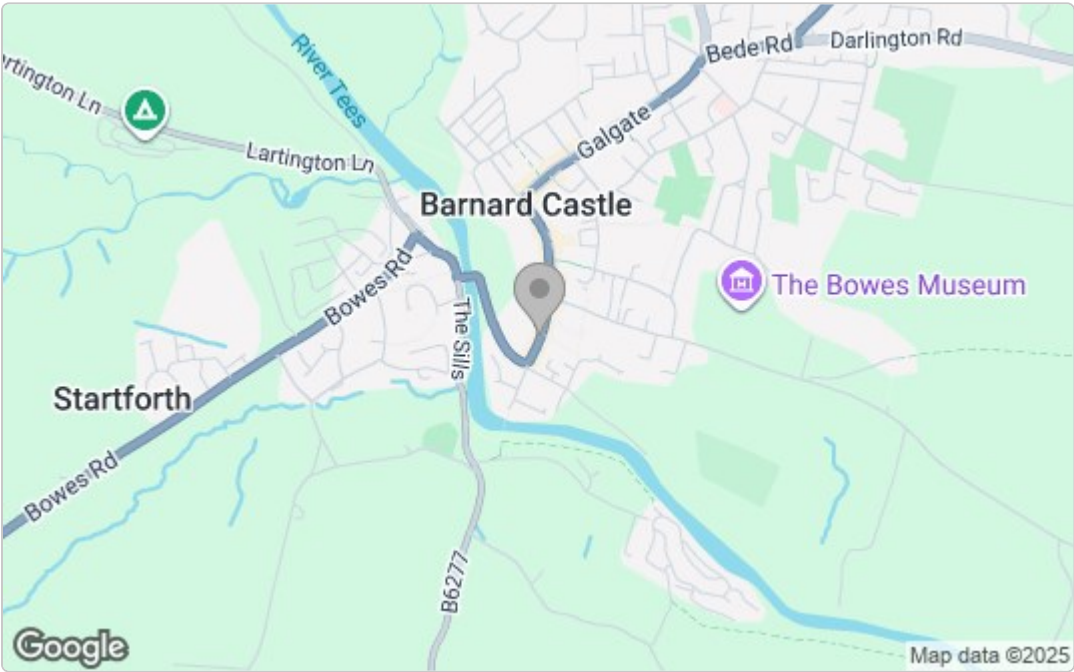 Bede Rd
Darlington Rd
River Tees
artington Ln
Galgate
Lartington Ln
Barnard Castle
Bowes Rd
The Bowes Museum
The Sills
Startforth
Bowes Rd
B6277
Google
Map data ©2025